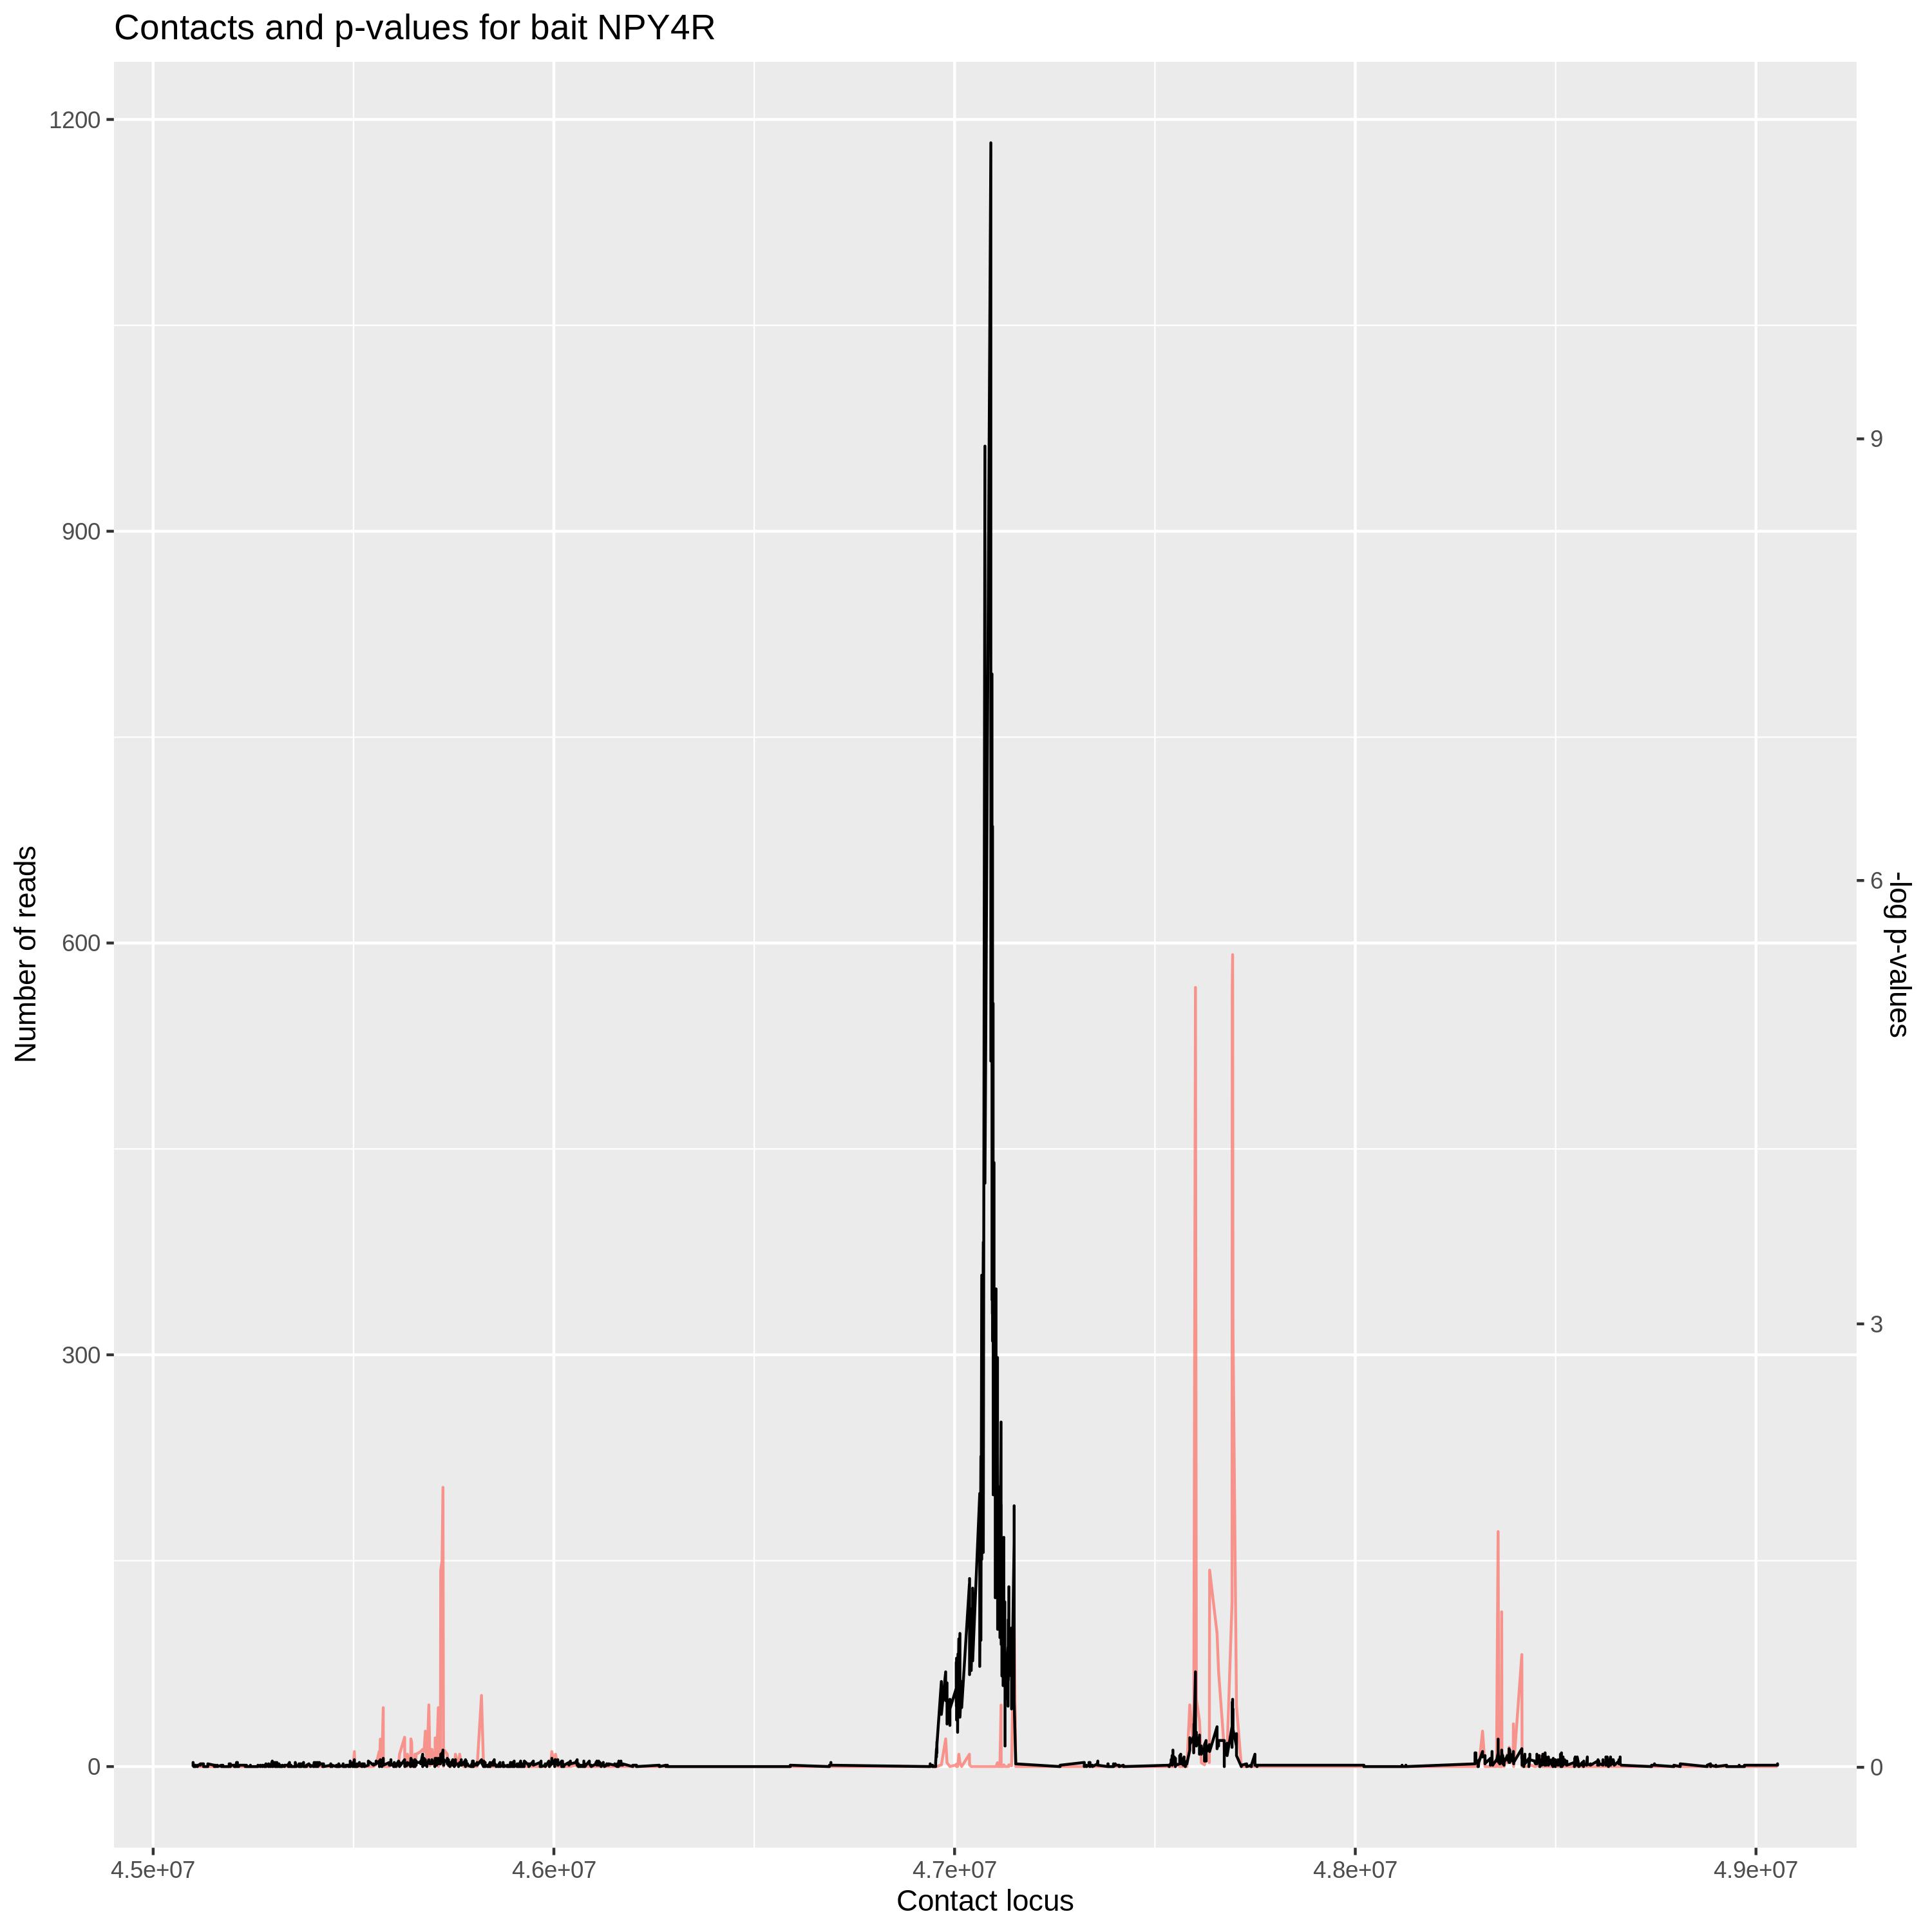 Contacts and p-values for bait NPY4R
1200
900
600
300
0
Number of reads
9
6
3
0
-log p-values
4.5e+07
4.6e+07
4.7e+07
4.8e+07
4.9e+07
Contact locus